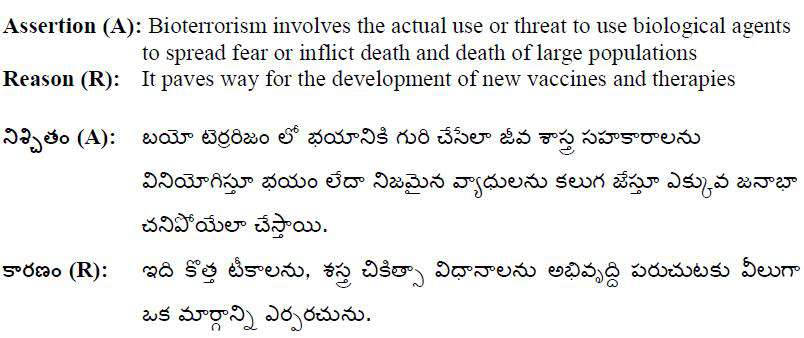 Assertion (A): Bioterrorism involves the actual use or threat to use biological agents
to spread fear or inflict death and death of large populations
Reason (R): It paves way for the development of new vaccines and therapies
నిశ్చితం (A): బయో టెర్రరిజం లో భయానికి గురి చేసేలా జీవ శాస్త్ర సహకారాలను
వినియోగిస్తూ భయం లేదా నిజమైన వ్యాధులను కలుగ జేస్తూ ఎక్కువ జనాభా
చనిపోయేలా చేస్తాయి.
కారణం (R): ఇది కొత్త టీకాలను, శస్త్ర చికిత్సా విధానాలను అభివృద్ది పరుచుటకు వీలుగా
ఒక మార్గాన్ని ఎర్పరచును.